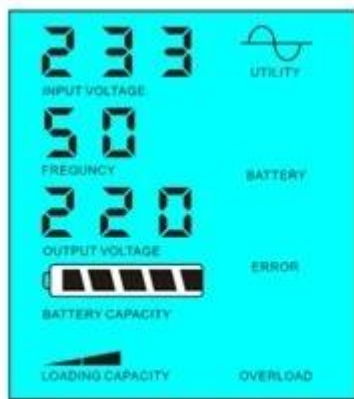 233
INPUT VOLTAGE
UTILITY
50
FREQUNCY
BATTERY
220
OUTPUT VOLTAGE
ERROR
BATTERY CAPACITY
LOADING CAPACITY
OVERLOAD